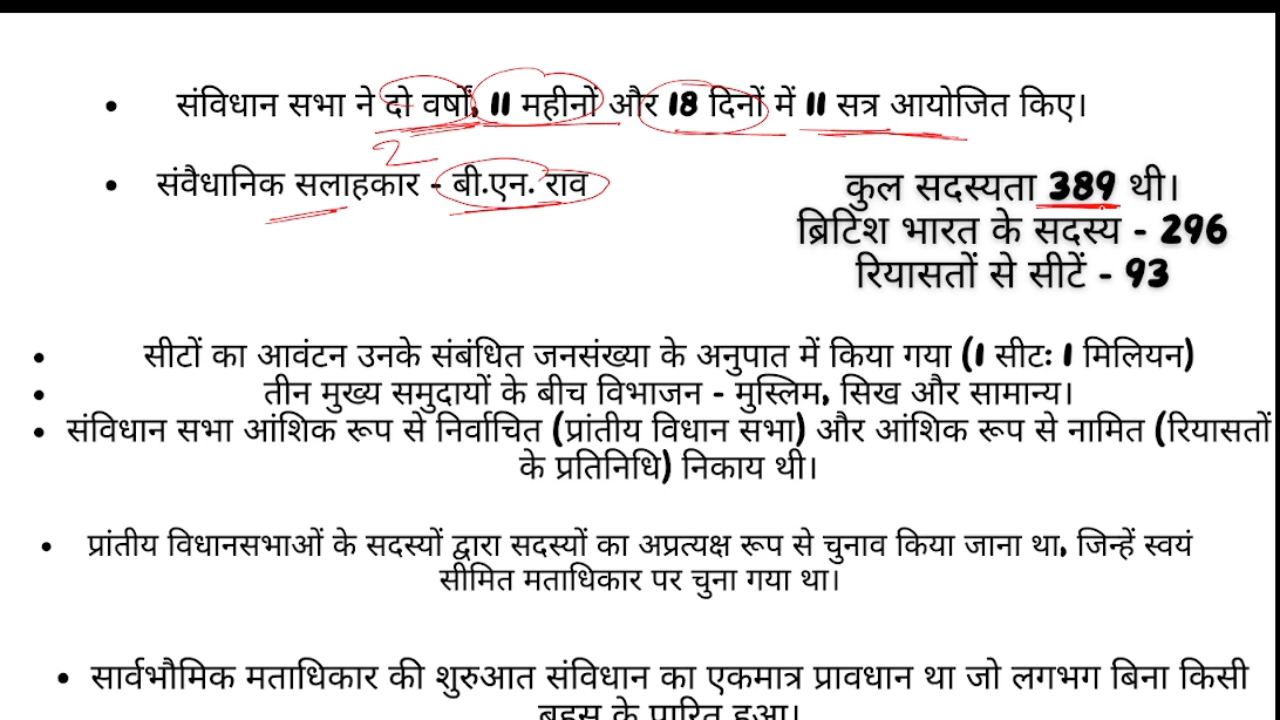 • संविधान सभा ने दो वर्षों, 11 महीनों और 18 दिनों में 11 सत्र आयोजित किए।
2
• संवैधानिक सलाहकार - बी.एन. राव
कुल सदस्यता 389 थी।
ब्रिटिश भारत के सदस्य - 296
रियासतों से सीटें - 93
• सीटों का आवंटन उनके संबंधित जनसंख्या के अनुपात में किया गया (1 सीटः 1 मिलियन)
• तीन मुख्य समुदायों के बीच विभाजन - मुस्लिम, सिख और सामान्य।
• संविधान सभा आंशिक रूप से निर्वाचित (प्रांतीय विधान सभा) और आंशिक रूप से नामित (रियासतों
के प्रतिनिधि) निकाय थी।
• प्रांतीय विधानसभाओं के सदस्यों द्वारा सदस्यों का अप्रत्यक्ष रूप से चुनाव किया जाना था, जिन्हें स्वयं
सीमित मताधिकार पर चुना गया था।
• सार्वभौमिक मताधिकार की शुरुआत संविधान का एकमात्र प्रावधान था जो लगभग बिना किसी
बहस के पारित हुआ।